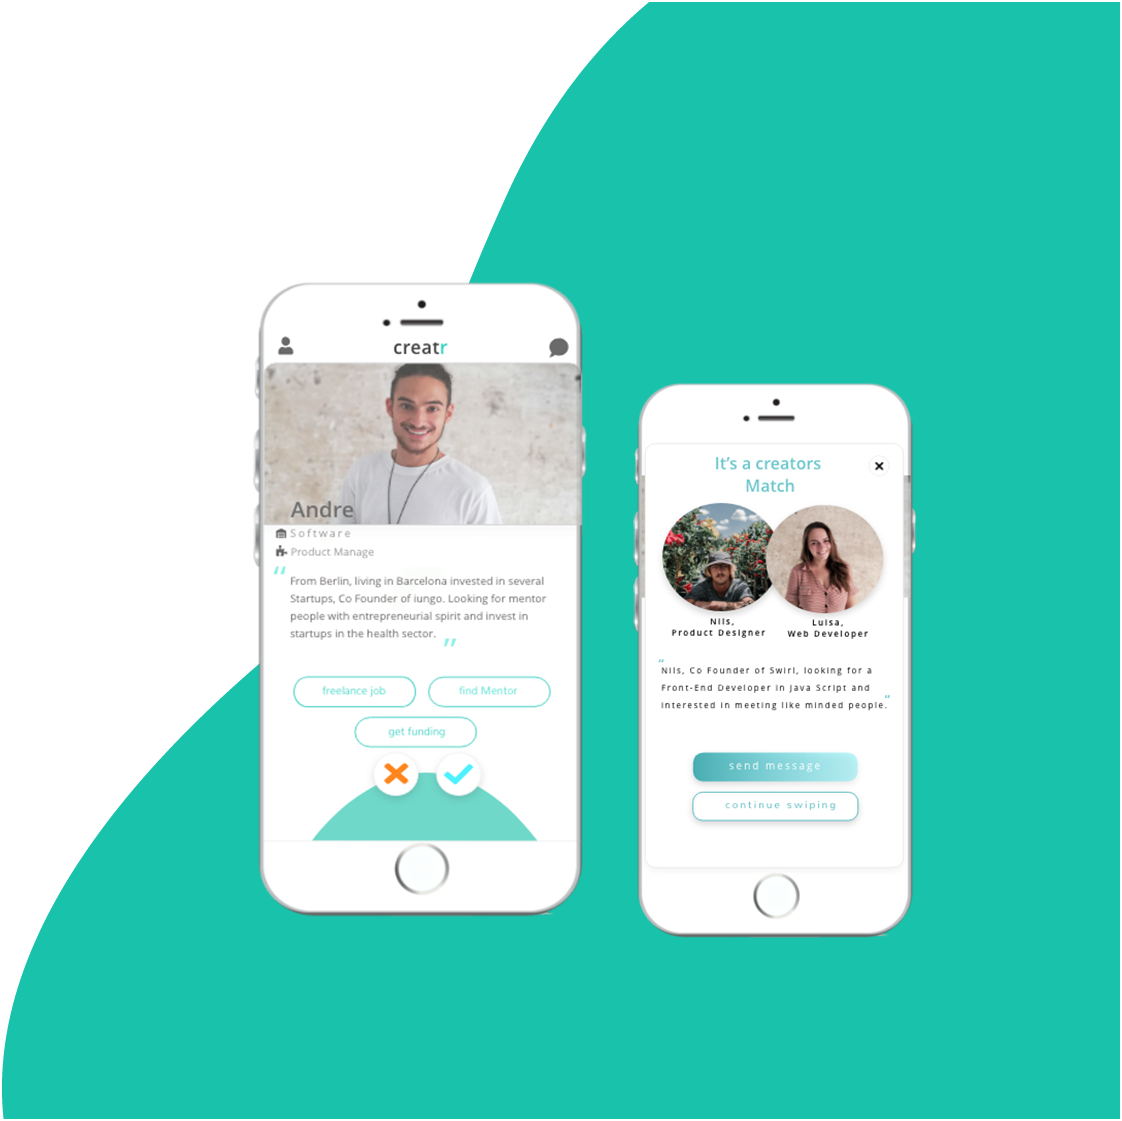 creatr
Andre
Software
Product Manage
“
From Berlin, living in Barcelona invested in several
Startups, Co Founder of iungo. Looking for mentor
people with entrepreneurial spirit and invest in
startups in the health sector.
”
freelance job
find Mentor
get funding
It’s a creators
Match
Nils,
Product Designer
Luisa,
Web Developer
“
Nils, Co Founder of Swirl, looking for a
Front-End Developer in Java Script and
interested in meeting like minded people.
”
send message
continue swiping